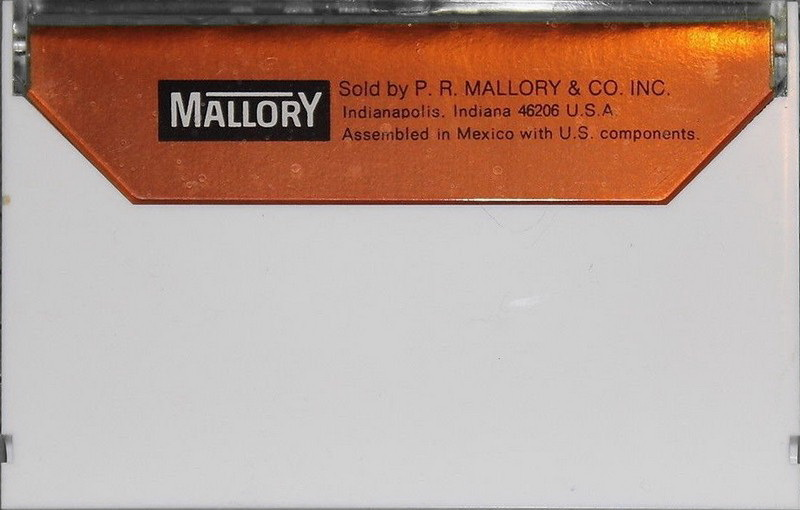 MALLORY
Sold by P. R. MALLORY & CO. INC.
Indianapolis, Indiana 46206 U.S.A.
Assembled in Mexico with U.S. components.